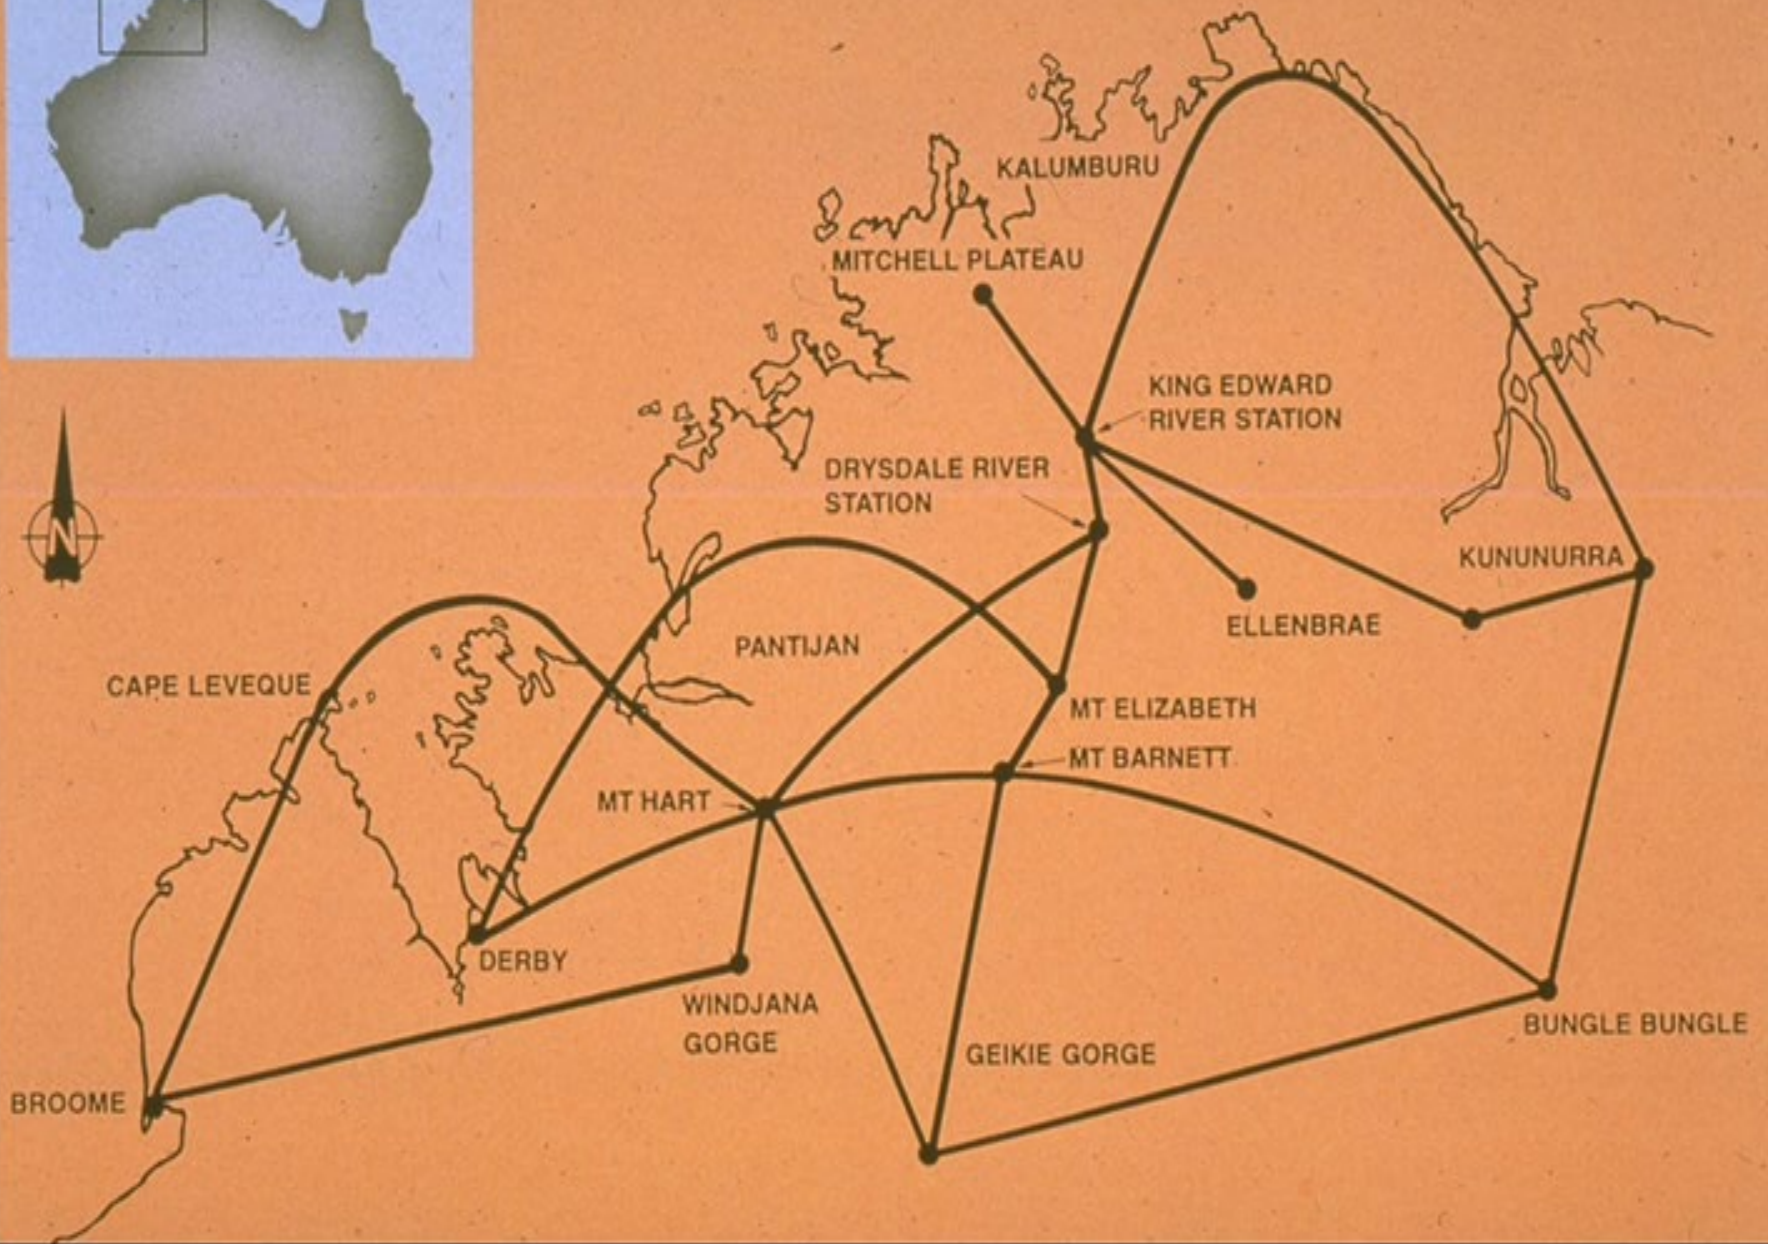 KALUMBURU
MITCHELL PLATEAU
KING EDWARD
RIVER STATION
DRYSDALE RIVER
STATION
N
KUNUNURRA
ELLENBRAE
PANTIJAN
CAPE LEVEQUE
MT ELIZABETH
MT BARNETT
MT HART
DERBY
WINDJANA
GORGE
BUNGLE BUNGLE
GEIKIE GORGE
BROOME